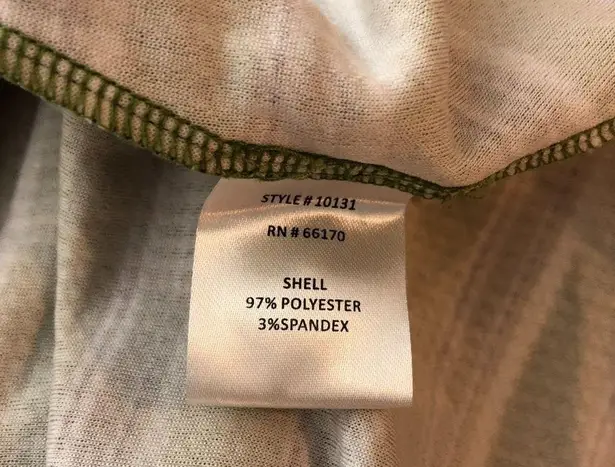 STYLE # 10131
RN # 66170
SHELL
97% POLYESTER
3%SPANDEX